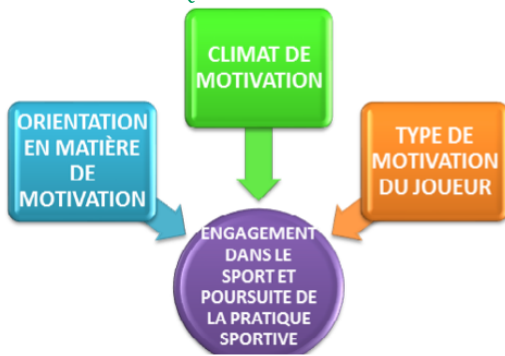 CLIMAT DE
MOTIVATION
ORIENTATION
EN MATIÈRE
DE
MOTIVATION
TYPE DE
MOTIVATION
DU JOUEUR
ENGAGEMENT
DANS LE
SPORT ET
POURSUITE DE
LA PRATIQUE
SPORTIVE